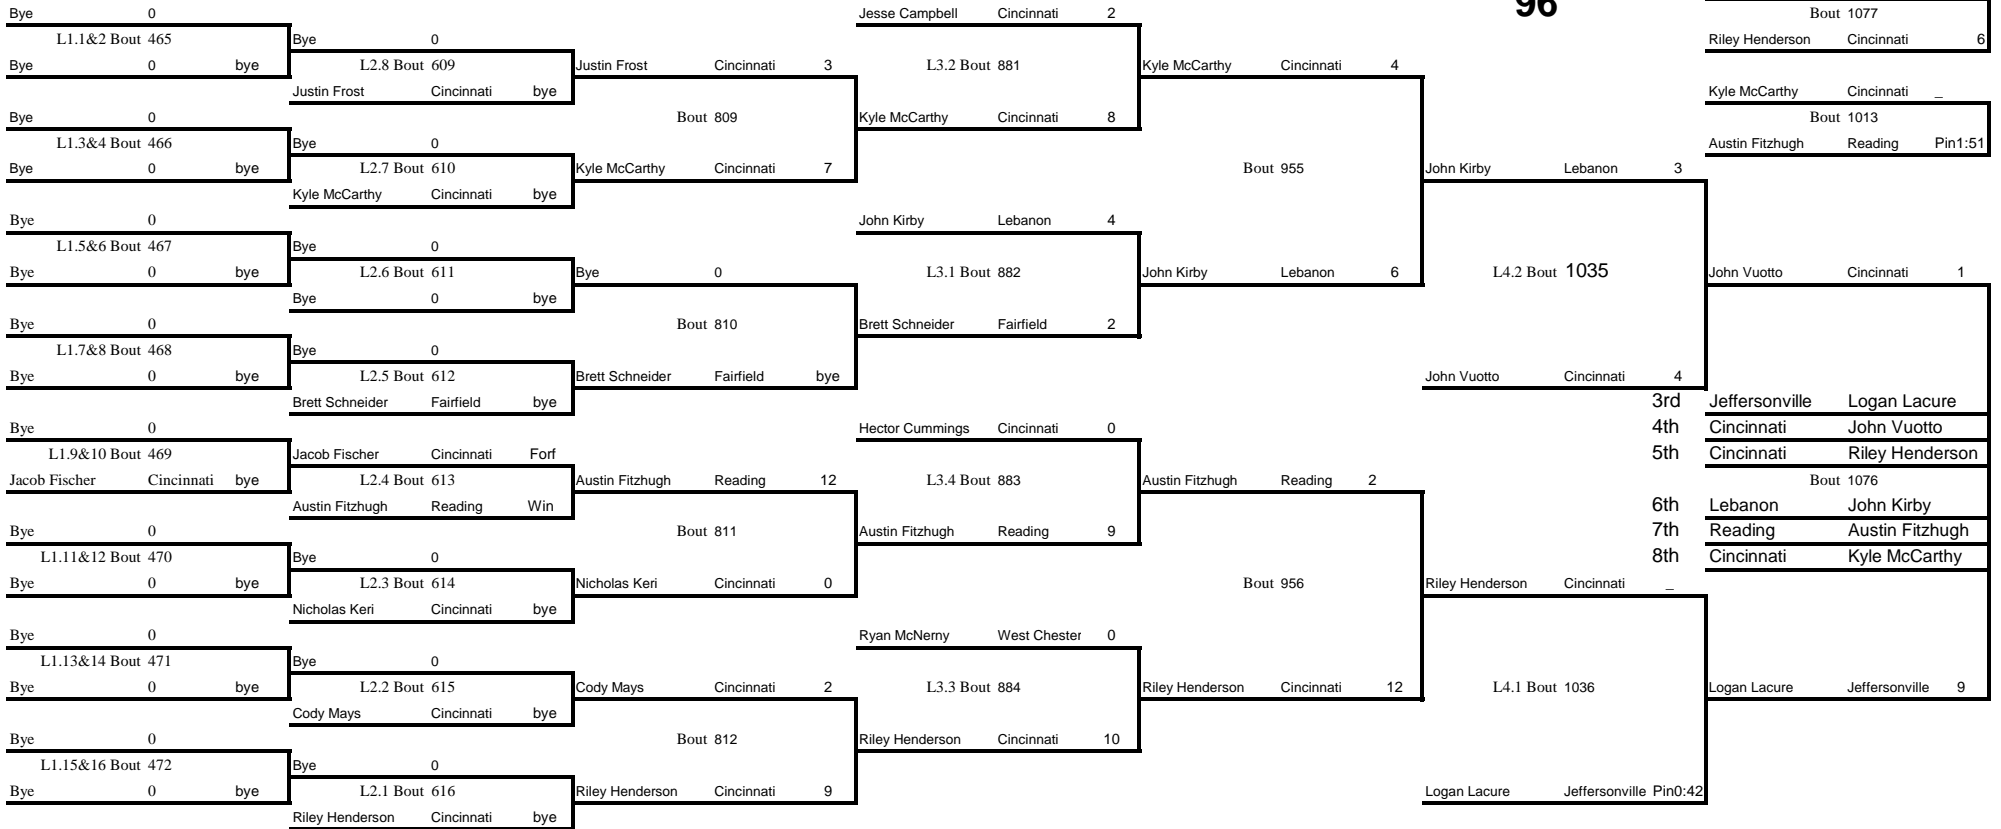 96
Bye 0 Jesse Campbell Cincinnati 2 Bout 1077
L1.1&2 Bout 465 Bye 0 Riley Henderson Cincinnati 6
Bye 0 bye L2.8 Bout 609 Justin Frost Cincinnati 3 L3.2 Bout 881 Kyle McCarthy Cincinnati 4
Justin Frost Cincinnati bye Kyle McCarthy Cincinnati _
Bye 0 Bout 809 Kyle McCarthy Cincinnati 8 Bout 1013
L1.3&4 Bout 466 Bye 0 Austin Fitzhugh Reading Pin1:51
Bye 0 bye L2.7 Bout 610 Kyle McCarthy Cincinnati 7 Bout 955 John Kirby Lebanon 3
Kyle McCarthy Cincinnati bye
Bye 0 John Kirby Lebanon 4
L1.5&6 Bout 467 Bye 0
Bye 0 bye L2.6 Bout 611 Bye 0 L3.1 Bout 882 John Kirby Lebanon 6 L4.2 Bout 1035 John Vuotto Cincinnati 1
Bye 0 bye
Bye 0 Bout 810 Brett Schneider Fairfield 2
L1.7&8 Bout 468 Bye 0
Bye 0 bye L2.5 Bout 612 Brett Schneider Fairfield bye John Vuotto Cincinnati 4
Brett Schneider Fairfield bye 3rd Jeffersonville Logan Lacure
Bye 0 Hector Cummings Cincinnati 0 4th Cincinnati John Vuotto
L1.9&10 Bout 469 Jacob Fischer Cincinnati Forf 5th Cincinnati Riley Henderson
Jacob Fischer Cincinnati bye L2.4 Bout 613 Austin Fitzhugh Reading 12 L3.4 Bout 883 Austin Fitzhugh Reading 2 Bout 1076
Austin Fitzhugh Reading Win 6th Lebanon John Kirby
Bye 0 Bout 811 Austin Fitzhugh Reading 9 7th Reading Austin Fitzhugh
L1.11&12 Bout 470 Bye 0 8th Cincinnati Kyle McCarthy
Bye 0 bye L2.3 Bout 614 Nicholas Keri Cincinnati 0 Bout 956 Riley Henderson Cincinnati _
Nicholas Keri Cincinnati bye
Bye 0 Ryan McNerny West Chester 0
L1.13&14 Bout 471 Bye 0
Bye 0 bye L2.2 Bout 615 Cody Mays Cincinnati 2 L3.3 Bout 884 Riley Henderson Cincinnati 12 L4.1 Bout 1036 Logan Lacure Jeffersonville 9
Cody Mays Cincinnati bye
Bye 0 Bout 812 Riley Henderson Cincinnati 10
L1.15&16 Bout 472 Bye 0
Bye 0 bye L2.1 Bout 616 Riley Henderson Cincinnati 9 Logan Lacure Jeffersonville Pin0:42
Riley Henderson Cincinnati bye